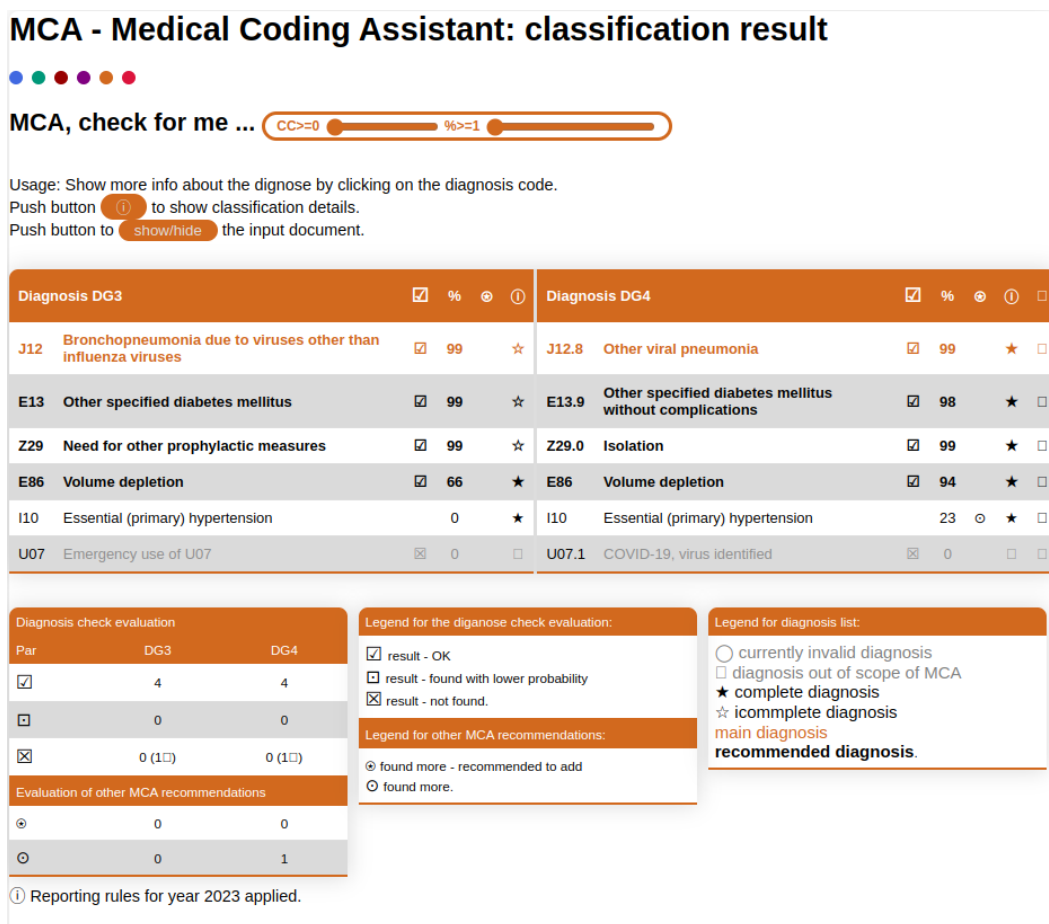 MCA - Medical Coding Assistant: classification result
MCA, check for me ... CC>=0 %>=1
Usage: Show more info about the dignose by clicking on the diagnosis code.
Push button ⓘ to show classification details.
Push button to show/hide the input document.
Diagnosis DG3 ☑ % ⍟ ⓘ Diagnosis DG4 ☑ % ⍟ ⓘ □
J12 Bronchopneumonia due to viruses other than influenza viruses ☑ 99 ☆ J12.8 Other viral pneumonia ☑ 99 ★ □
E13 Other specified diabetes mellitus ☑ 99 ☆ E13.9 Other specified diabetes mellitus without complications ☑ 98 ★ □
Z29 Need for other prophylactic measures ☑ 99 ☆ Z29.0 Isolation ☑ 99 ★ □
E86 Volume depletion ☑ 66 ★ E86 Volume depletion ☑ 94 ★ □
I10 Essential (primary) hypertension 0 ★ I10 Essential (primary) hypertension 23 ⊙ ★ □
U07 Emergency use of U07 ☒ 0 □ U07.1 COVID-19, virus identified ☒ 0 □ □
Diagnosis check evaluation
Par DG3 DG4
☑ 4 4
⊡ 0 0
☒ 0 (1□) 0 (1□)
Evaluation of other MCA recommendations
⍟ 0 0
⊙ 0 1
Legend for the diganose check evaluation:
☑ result - OK
⊡ result - found with lower probability
☒ result - not found.
Legend for other MCA recommendations:
⍟ found more - recommended to add
⊙ found more.
Legend for diagnosis list:
◯ currently invalid diagnosis
□ diagnosis out of scope of MCA
★ complete diagnosis
☆ icommplete diagnosis
main diagnosis
recommended diagnosis.
ⓘ Reporting rules for year 2023 applied.